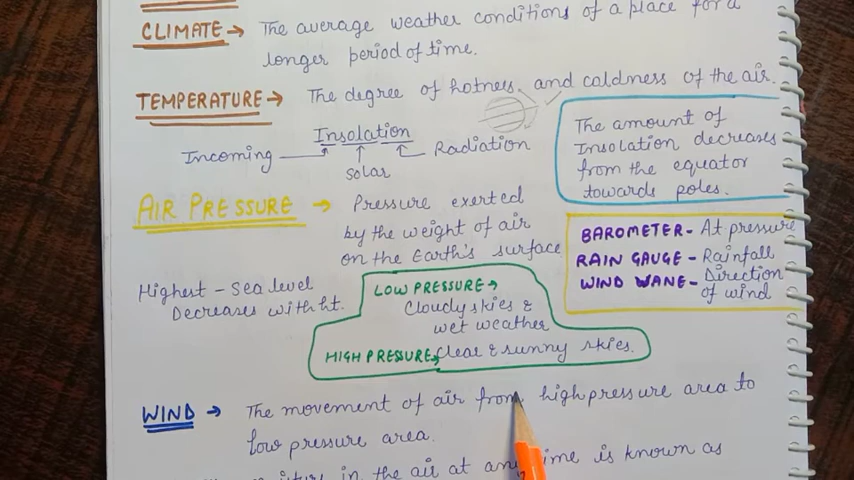 CLIMATE → The average weather conditions of a place for a
longer period of time.
TEMPERATURE → The degree of hotness and coldness of the air.
Insolation
Incoming
solar
Radiation
The amount of
Insolation decreases
from the equator
towards poles.
AIR PRESSURE → Pressure exerted
by the weight of air
on the Earth's surface
BAROMETER - At pressure
RAIN GAUGE - Rainfall
WIND WANE - Direction
of wind
Highest - Sea level
Decreases with ht.
LOW PRESSURE →
Cloudy skies &
wet weather
HIGH PRESSURE → Clear & sunny skies.
WIND → The movement of air from high pressure area to
low pressure area.
in the air at any time is known as